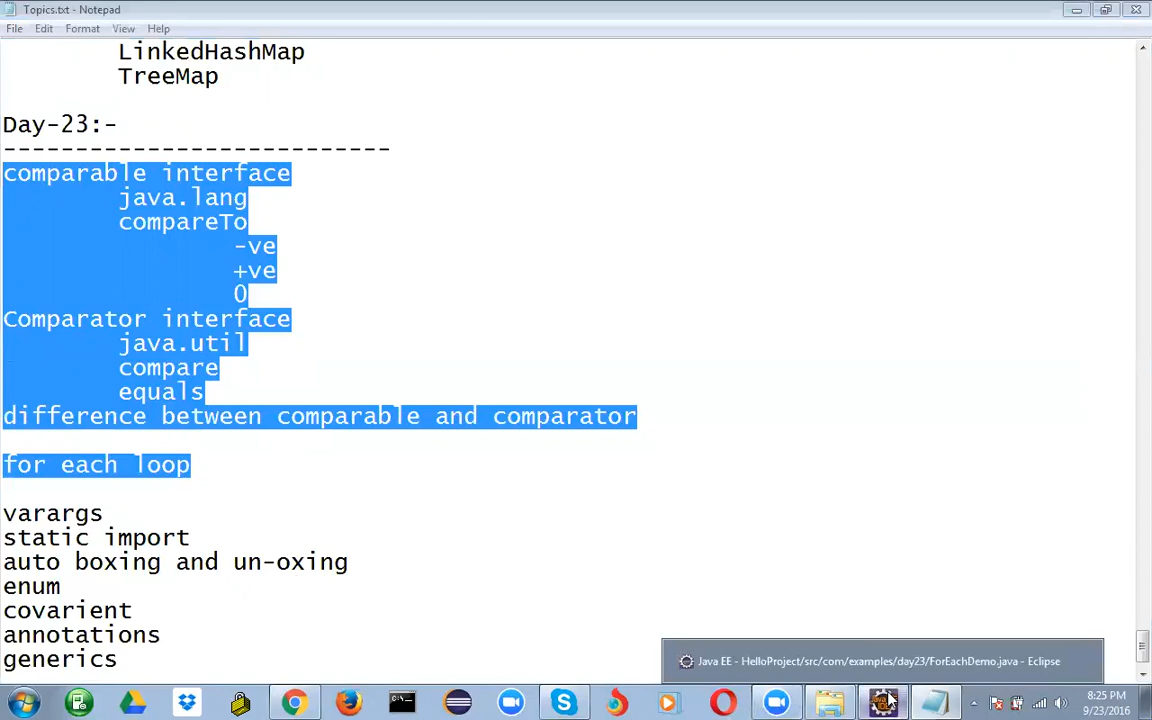 Topics.txt - Notepad
File Edit Format View Help
LinkedHashMap
TreeMap
Day-23:-
---------------------------
comparable interface
java.lang
compareTo
-ve
+ve
0
Comparator interface
java.util
compare
equals
difference between comparable and comparator
for each loop
varargs
static import
auto boxing and un-oxing
enum
covarient
annotations
generics
Java EE - HelloProject/src/com/examples/day23/ForEachDemo.java - Eclipse
8:25 PM
9/23/2016